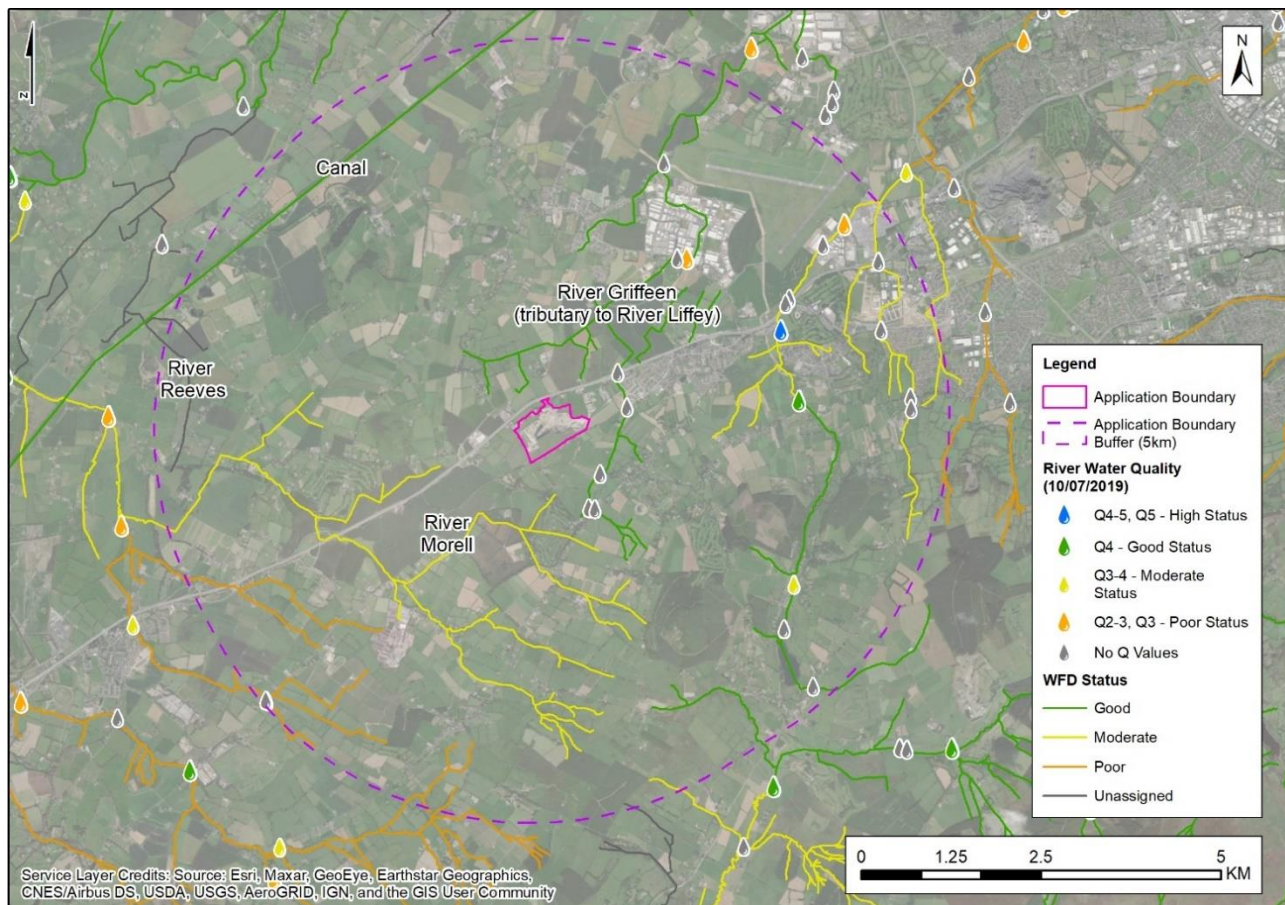 N
N
Canal
River Griffeen
(tributary to River Liffey)
River
Reeves
River
Morell
Legend
Application Boundary
Application Boundary
Buffer (5km)
River Water Quality
(10/07/2019)
Q4-5, Q5 - High Status
Q4 - Good Status
Q3-4 - Moderate
Status
Q2-3, Q3 - Poor Status
No Q Values
WFD Status
Good
Moderate
Poor
Unassigned
0 1.25 2.5 5
KM
Service Layer Credits: Source: Esri, Maxar, GeoEye, Earthstar Geographics,
CNES/Airbus DS, USDA, USGS, AeroGRID, IGN, and the GIS User Community